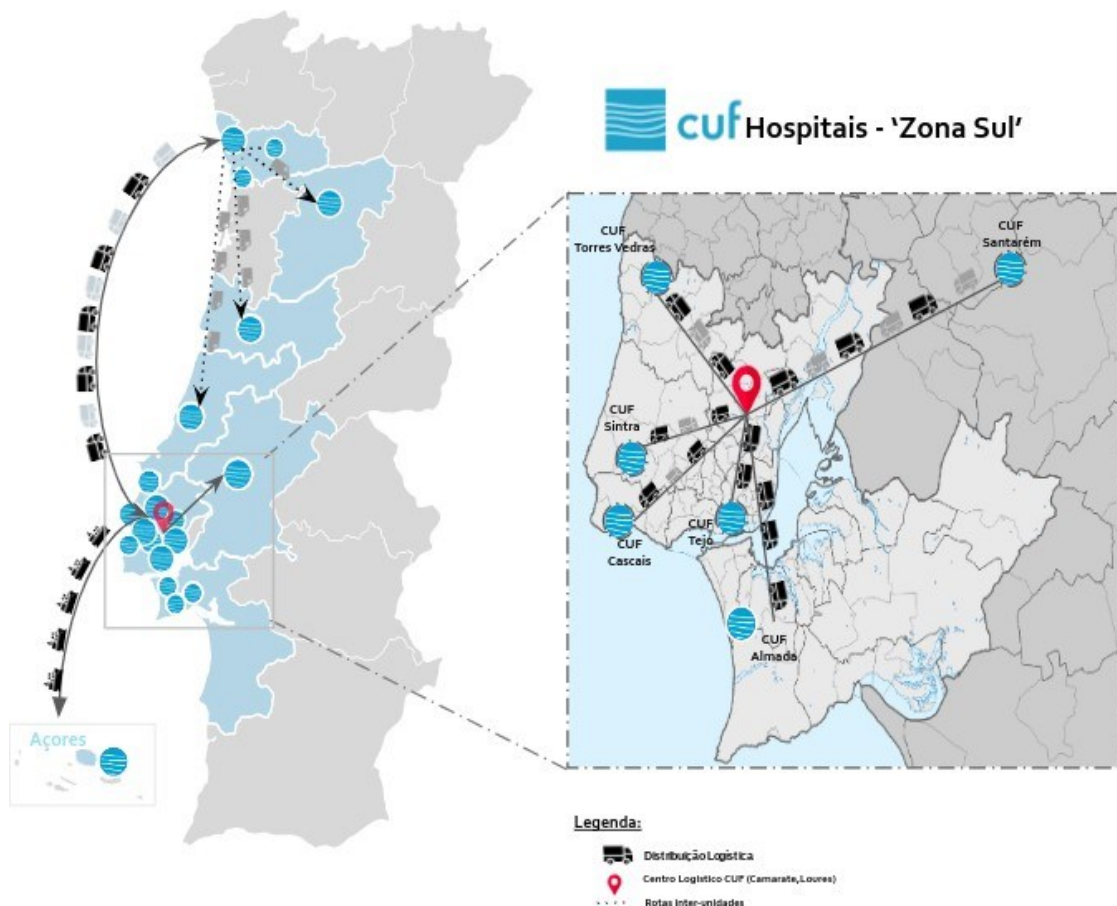 cuf Hospitais - ‘Zona Sul’
CUF
Torres Vedras
CUF
Santarém
CUF
Sintra
CUF
Cascais
CUF
Tejo
CUF
Almada
Açores
Legenda:
Distribuição Logística
Centro Logístico CUF (Camarate,Loures)
Rotas Inter-unidades